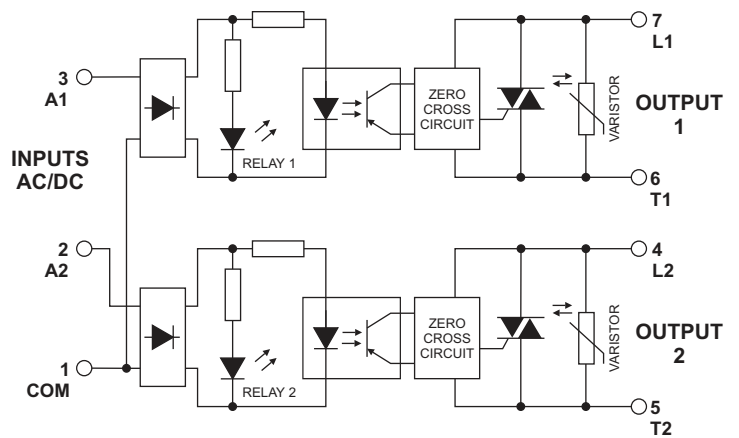 7
L1
3
A1
ZERO
CROSS
CIRCUIT
VARISTOR
OUTPUT
1
INPUTS
AC/DC
RELAY 1
6
T1
2
A2
4
L2
ZERO
CROSS
CIRCUIT
VARISTOR
OUTPUT
2
1
COM
RELAY 2
5
T2